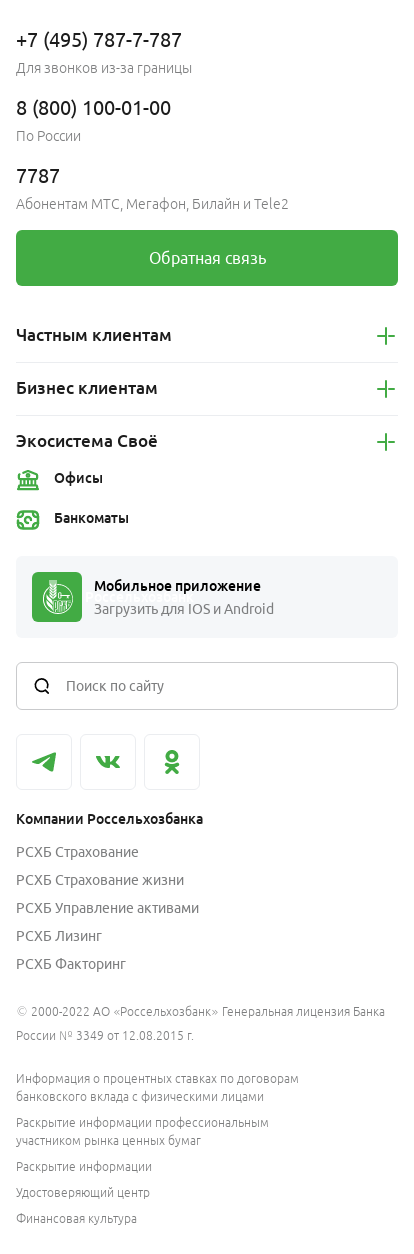 +7 (495) 787-7-787
Для звонков из-за границы
8 (800) 100-01-00
По России
7787
Абонентам МТС, Мегафон, Билайн и Tele2
Обратная связь
Частным клиентам
Бизнес клиентам
Экосистема Своё
Офисы
Банкоматы
Мобильное приложение
Загрузить для IOS и Android
Поиск по сайту
Компании Россельхозбанка
РСХБ Страхование
РСХБ Страхование жизни
РСХБ Управление активами
РСХБ Лизинг
РСХБ Факторинг
© 2000-2022 АО «Россельхозбанк» Генеральная лицензия Банка
России № 3349 от 12.08.2015 г.
Информация о процентных ставках по договорам
банковского вклада с физическими лицами
Раскрытие информации профессиональным
участником рынка ценных бумаг
Раскрытие информации
Удостоверяющий центр
Финансовая культура